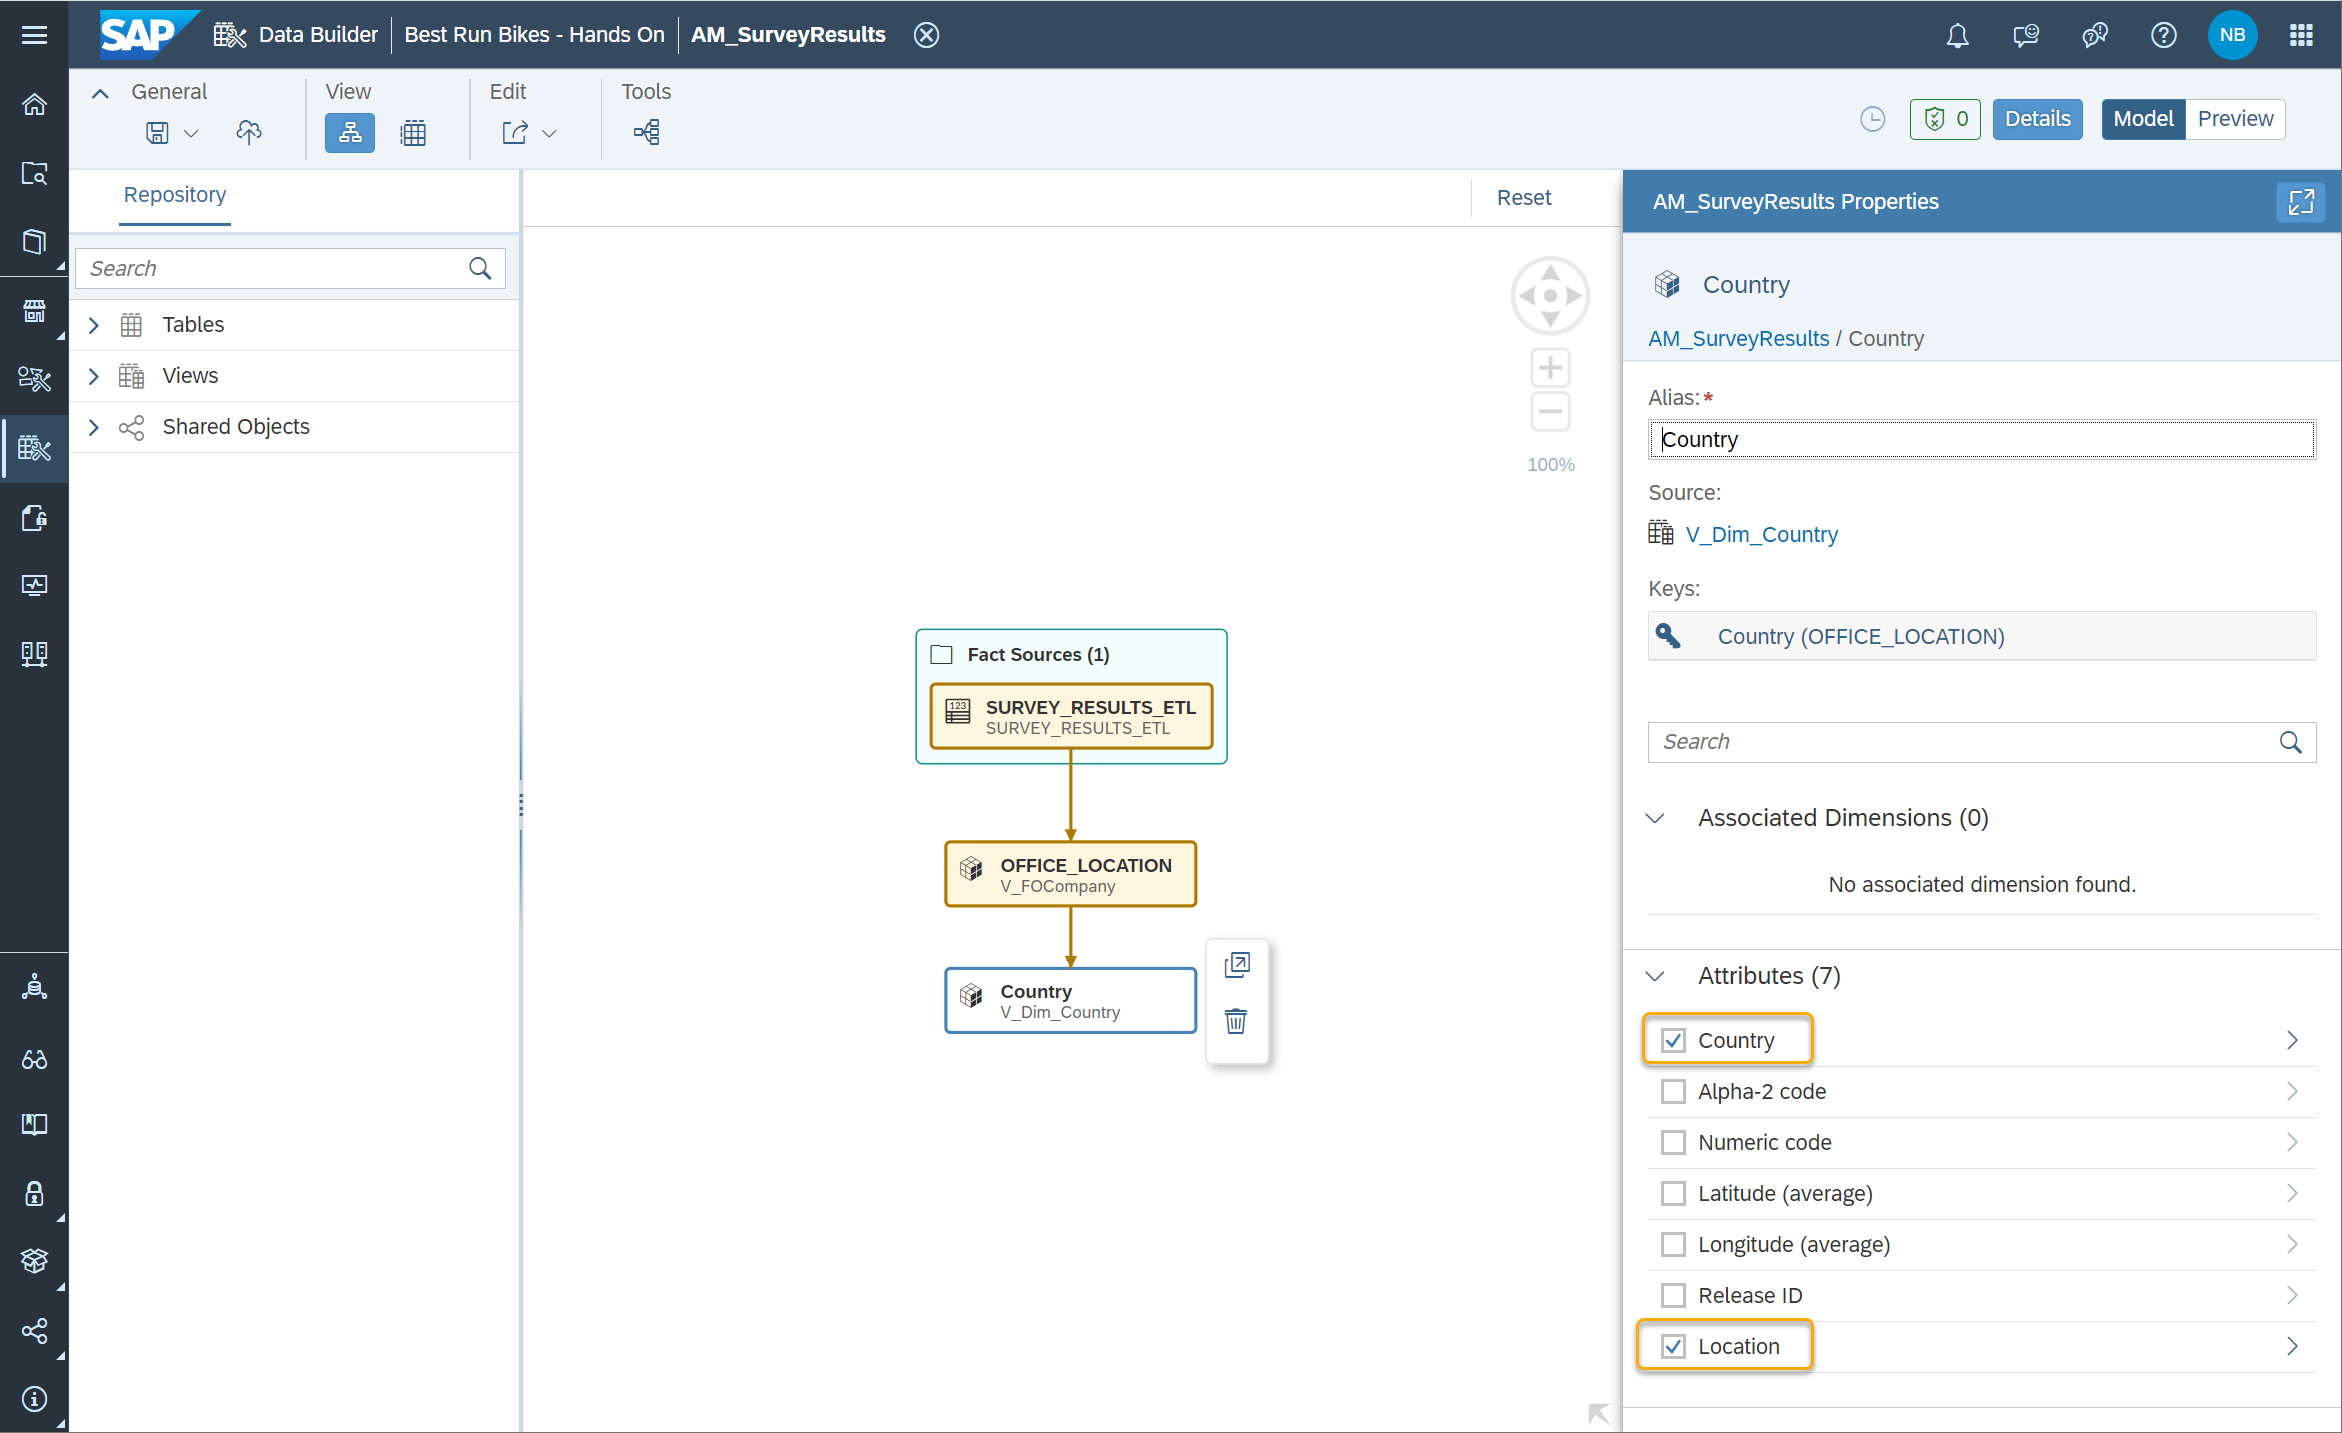 SAP Data Builder Best Run Bikes - Hands On AM_SurveyResults NB
General View Edit Tools
0 Details Model Preview
Repository
Reset
Search
Tables
Views
Shared Objects
100%
Fact Sources (1)
123
SURVEY_RESULTS_ETL
SURVEY_RESULTS_ETL
OFFICE_LOCATION
V_FOCompany
Country
V_Dim_Country
AM_SurveyResults Properties
Country
AM_SurveyResults / Country
Alias: *
Country
Source:
V_Dim_Country
Keys:
Country (OFFICE_LOCATION)
Search
Associated Dimensions (0)
No associated dimension found.
Attributes (7)
Country
Alpha-2 code
Numeric code
Latitude (average)
Longitude (average)
Release ID
Location